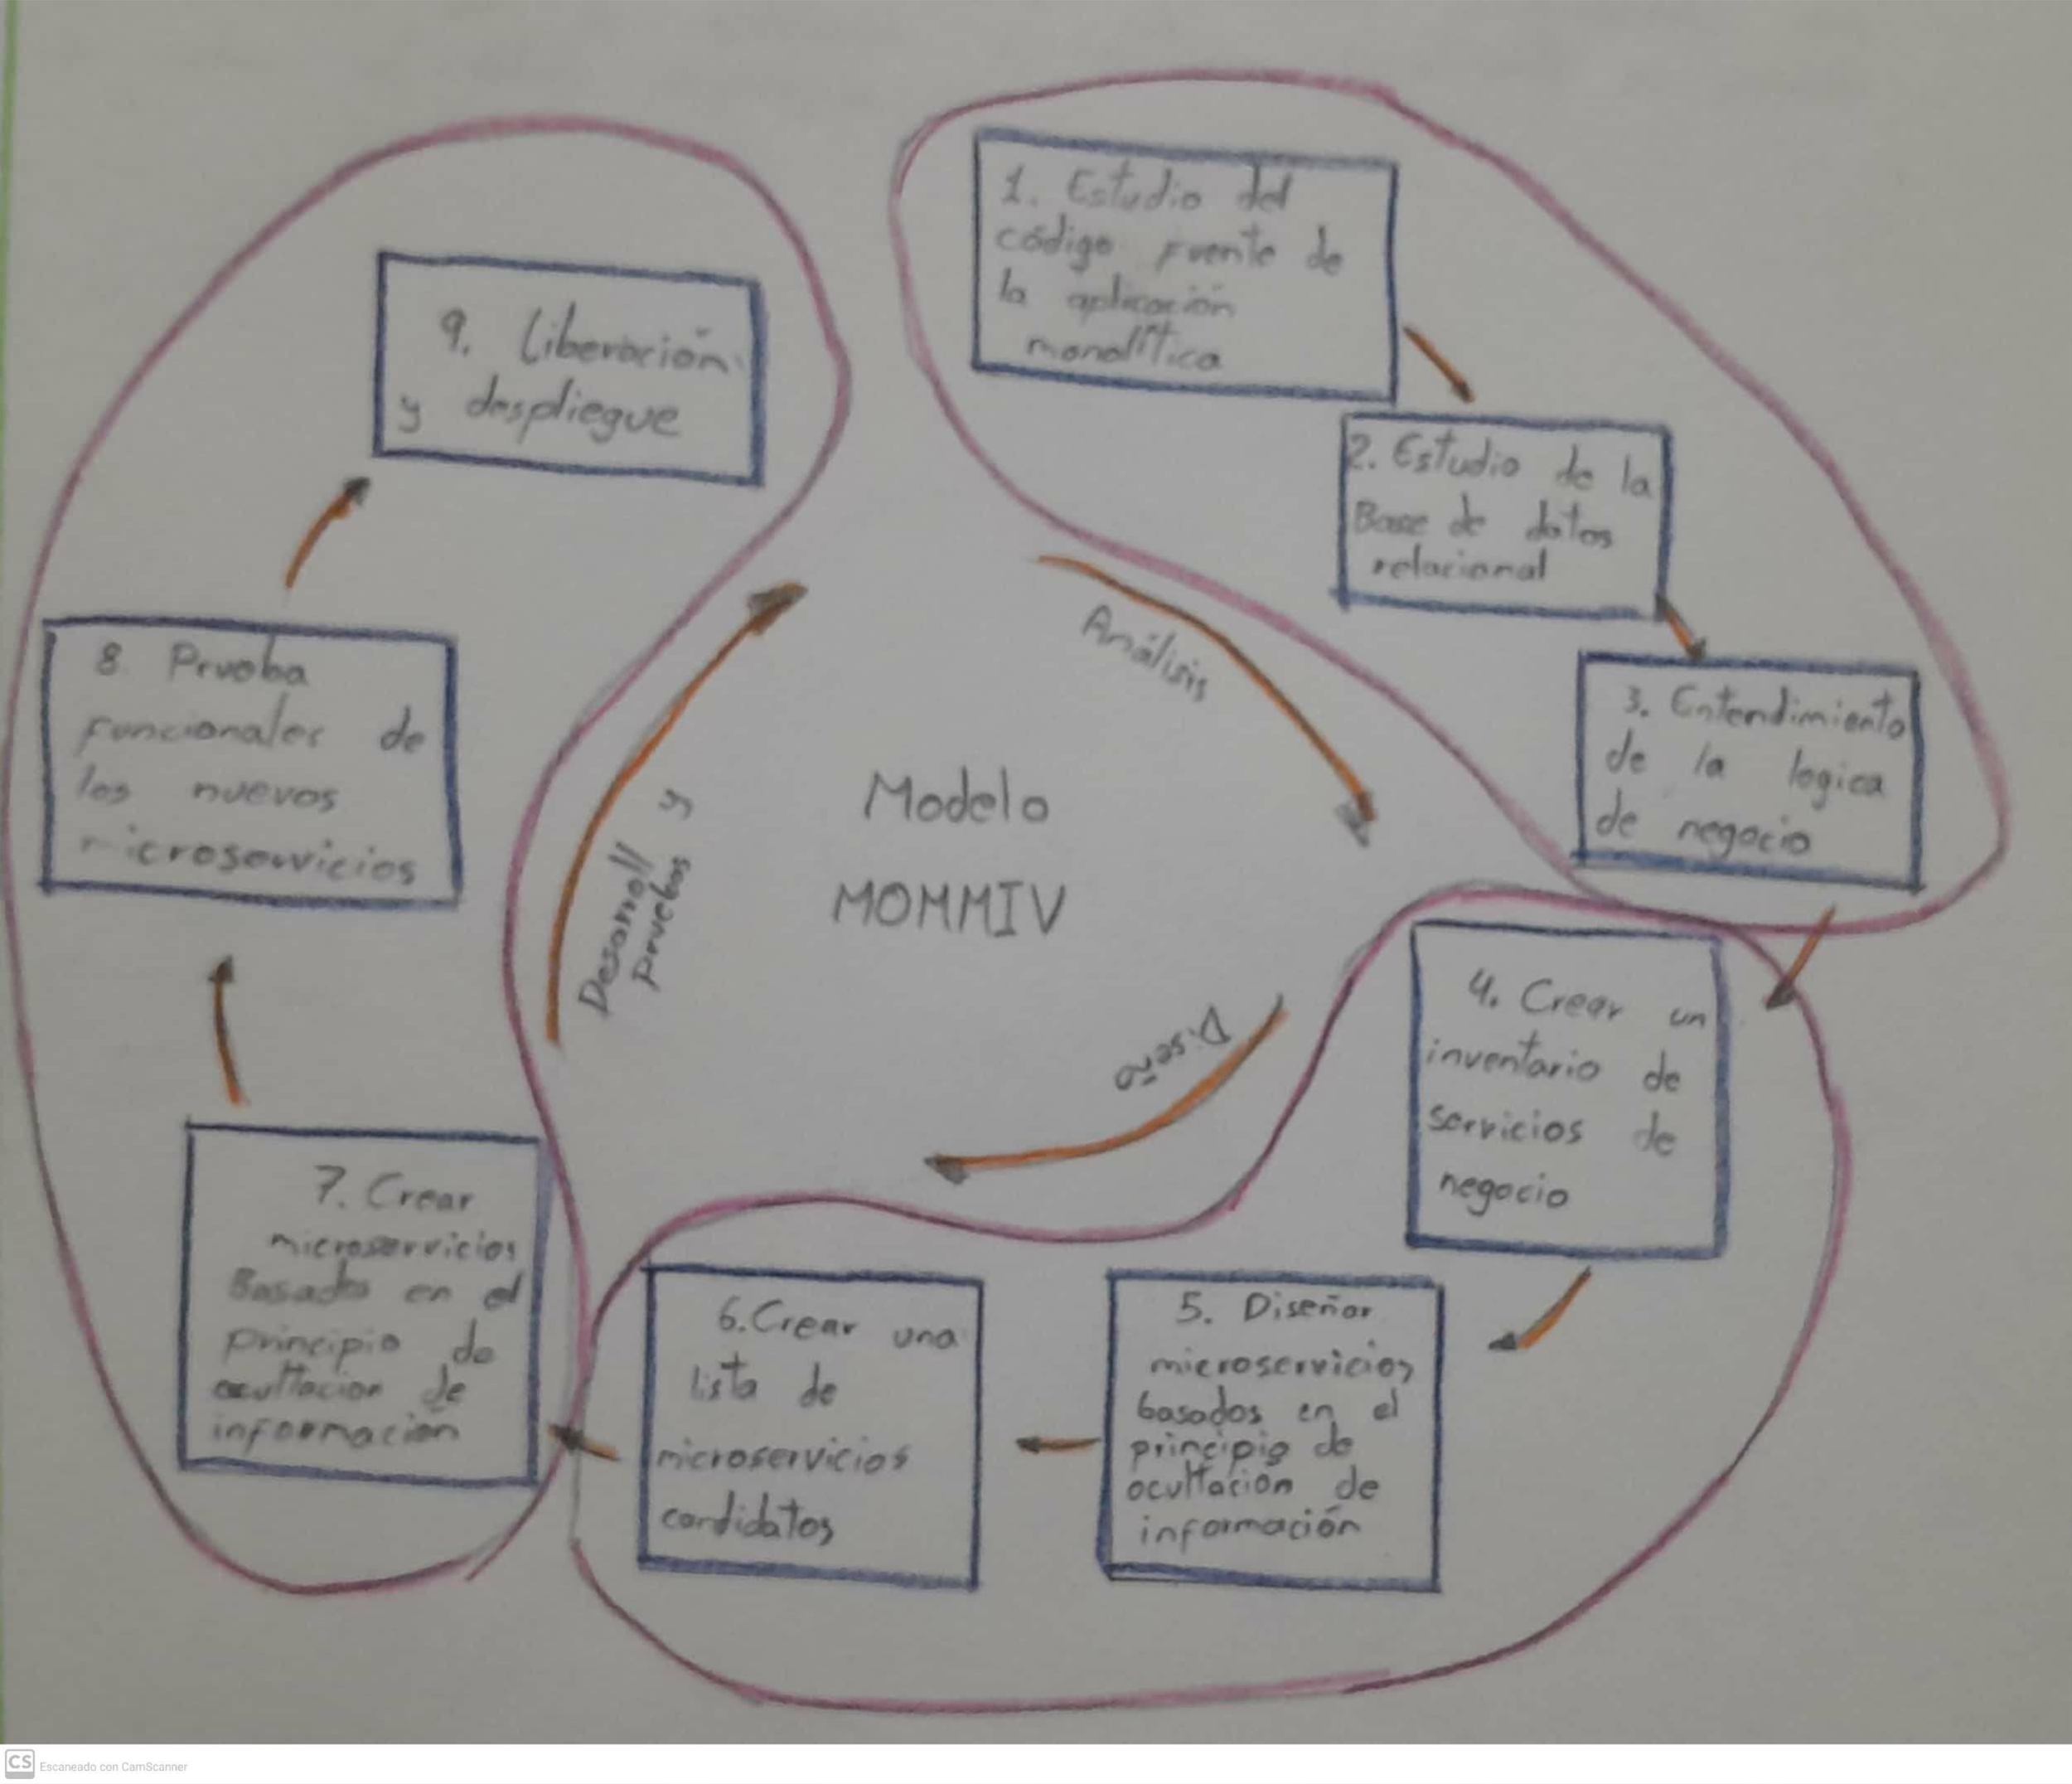 1. Estudio del
código Fuente de
la aplicación
monolítica
2. Estudio de la
Base de datos
relacional
3. Entendimiento
de la logica
de negocio
4. Crear un
inventario de
servicios de
negocio
5. Diseñar
microservicios
basados en el
principio de
ocultación de
información
6. Crear una
lista de
microservicios
candidatos
7. Crear
microservicios
Basados en el
principio de
ocultacion de
información
8. Prueba
Funcionales de
los nuevos
microservicios
9. Liberación
y despliegue
Análisis
Diseño
Desarroll y
pruebas
Modelo
MOMMIV
CS Escaneado con CamScanner